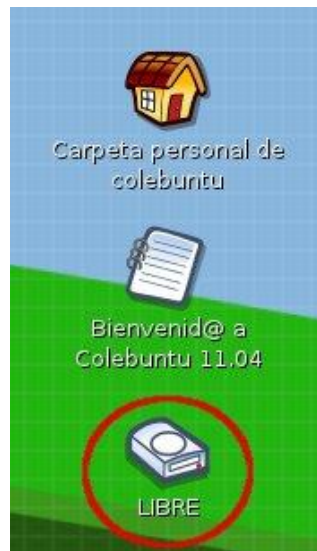 Carpeta personal de
colebuntu
Bienvenid@ a
Colebuntu 11.04
LIBRE